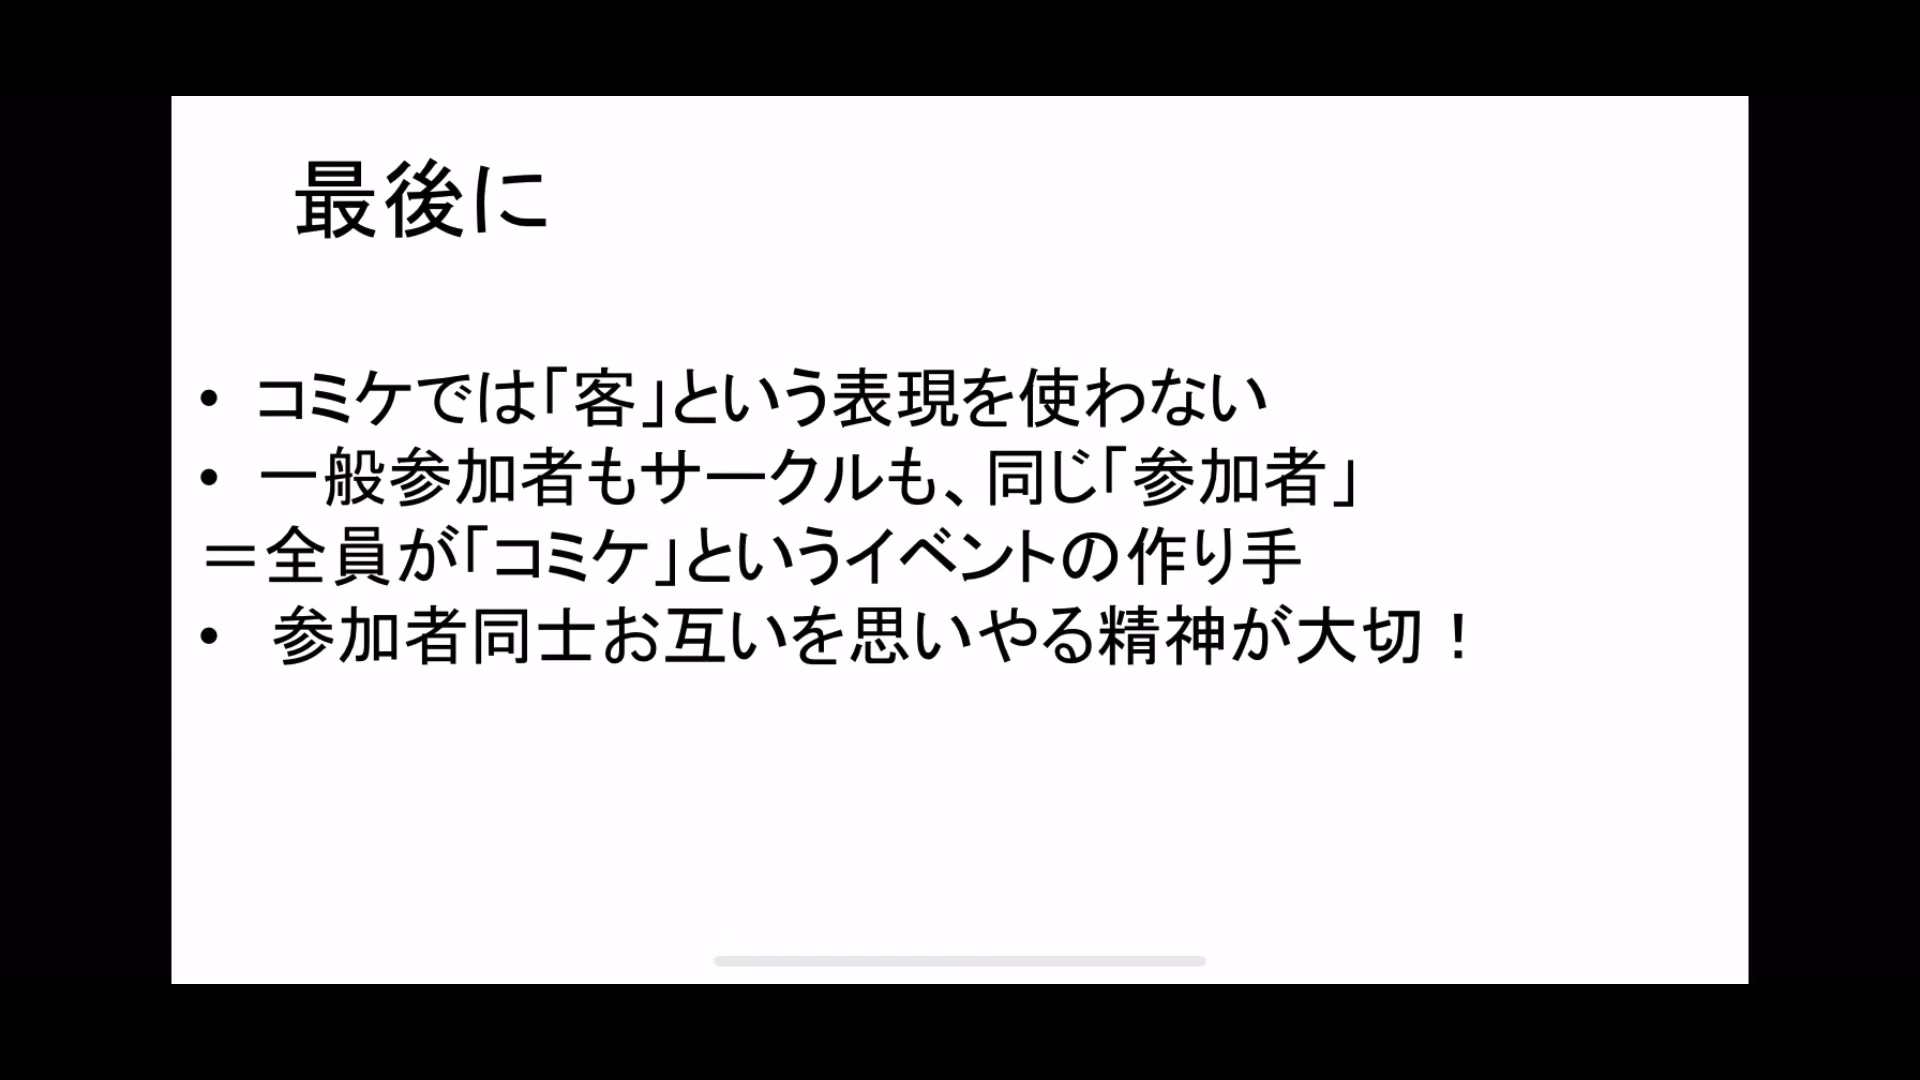 最後に
• コミケでは「客」という表現を使わない
• 一般参加者もサークルも、同じ「参加者」
＝全員が「コミケ」というイベントの作り手
• 参加者同士お互いを思いやる精神が大切！